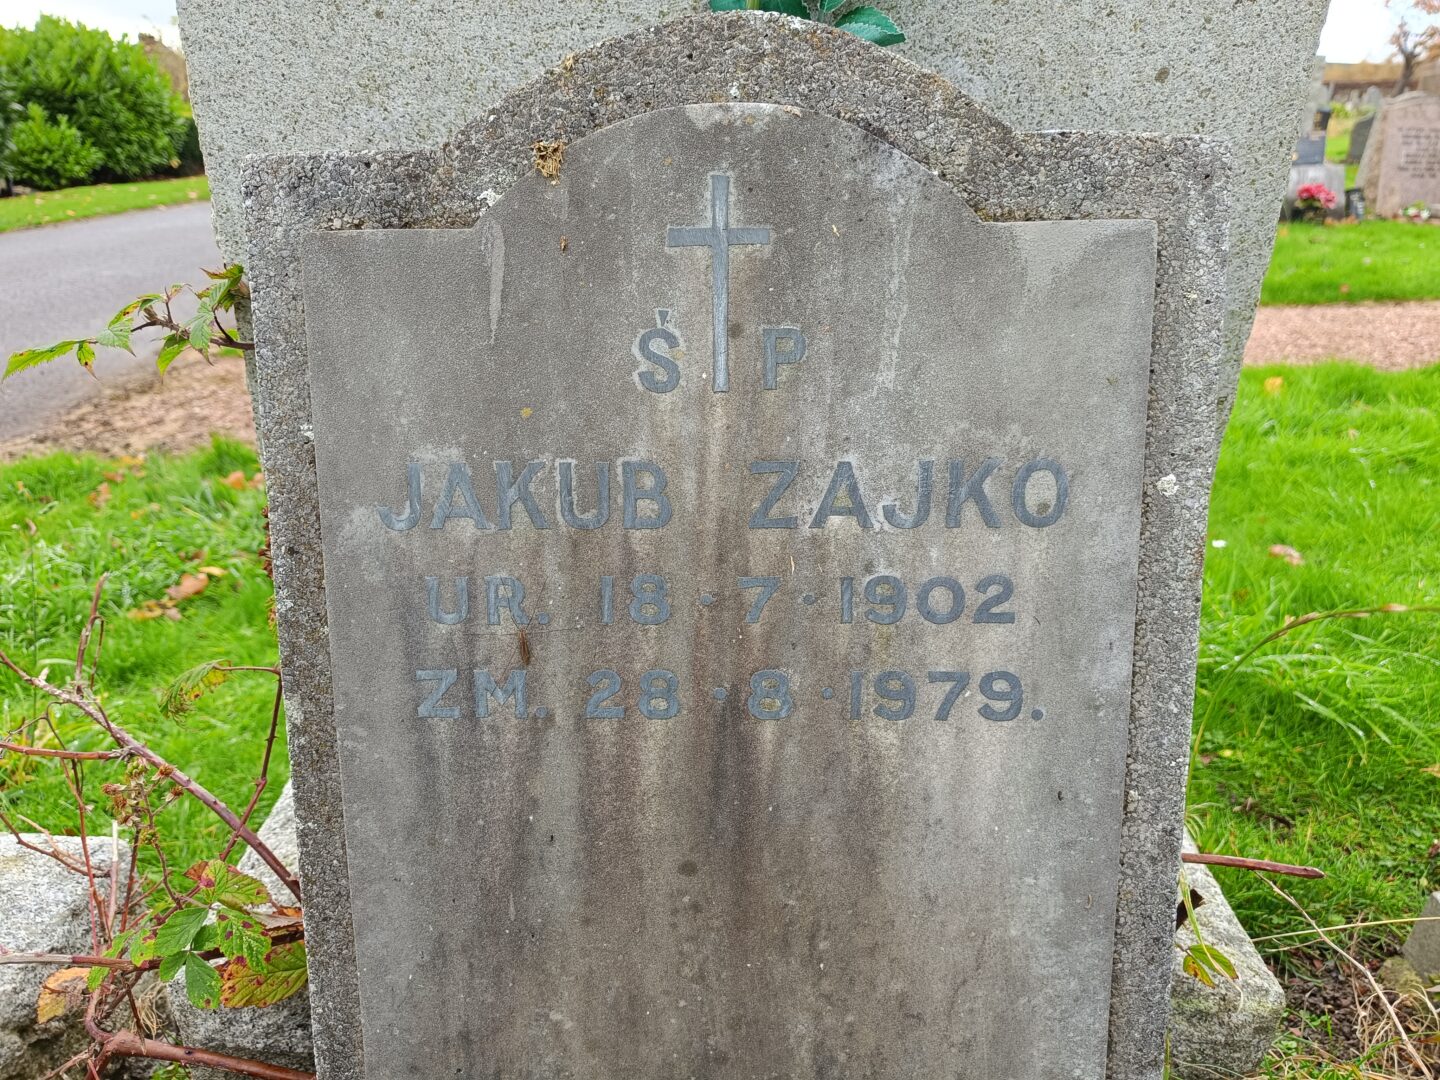 Ś P
JAKUB ZAJKO
UR. 18·7·1902
ZM. 28·8·1979.